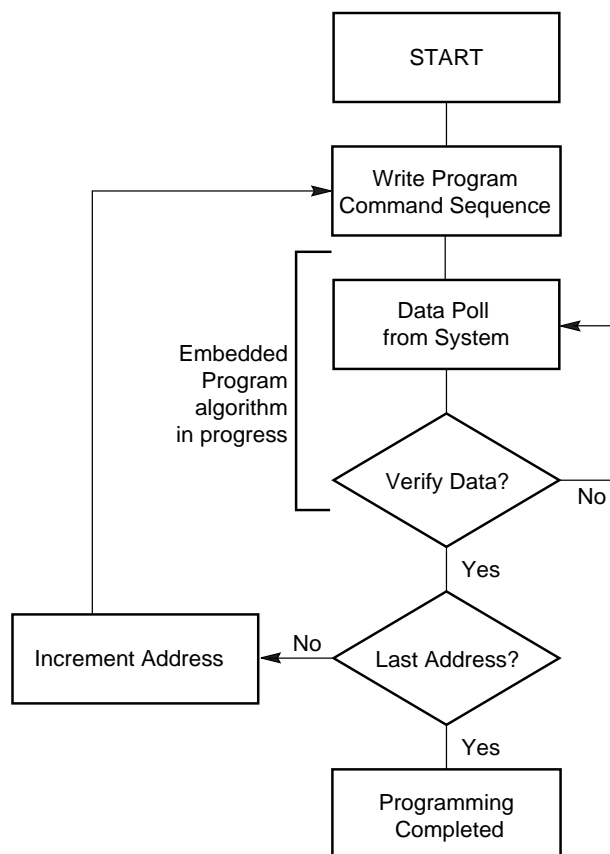 START
Write Program
Command Sequence
Data Poll
from System
Embedded
Program
algorithm
in progress
Verify Data?
No
Yes
Increment Address
No
Last Address?
Yes
Programming
Completed